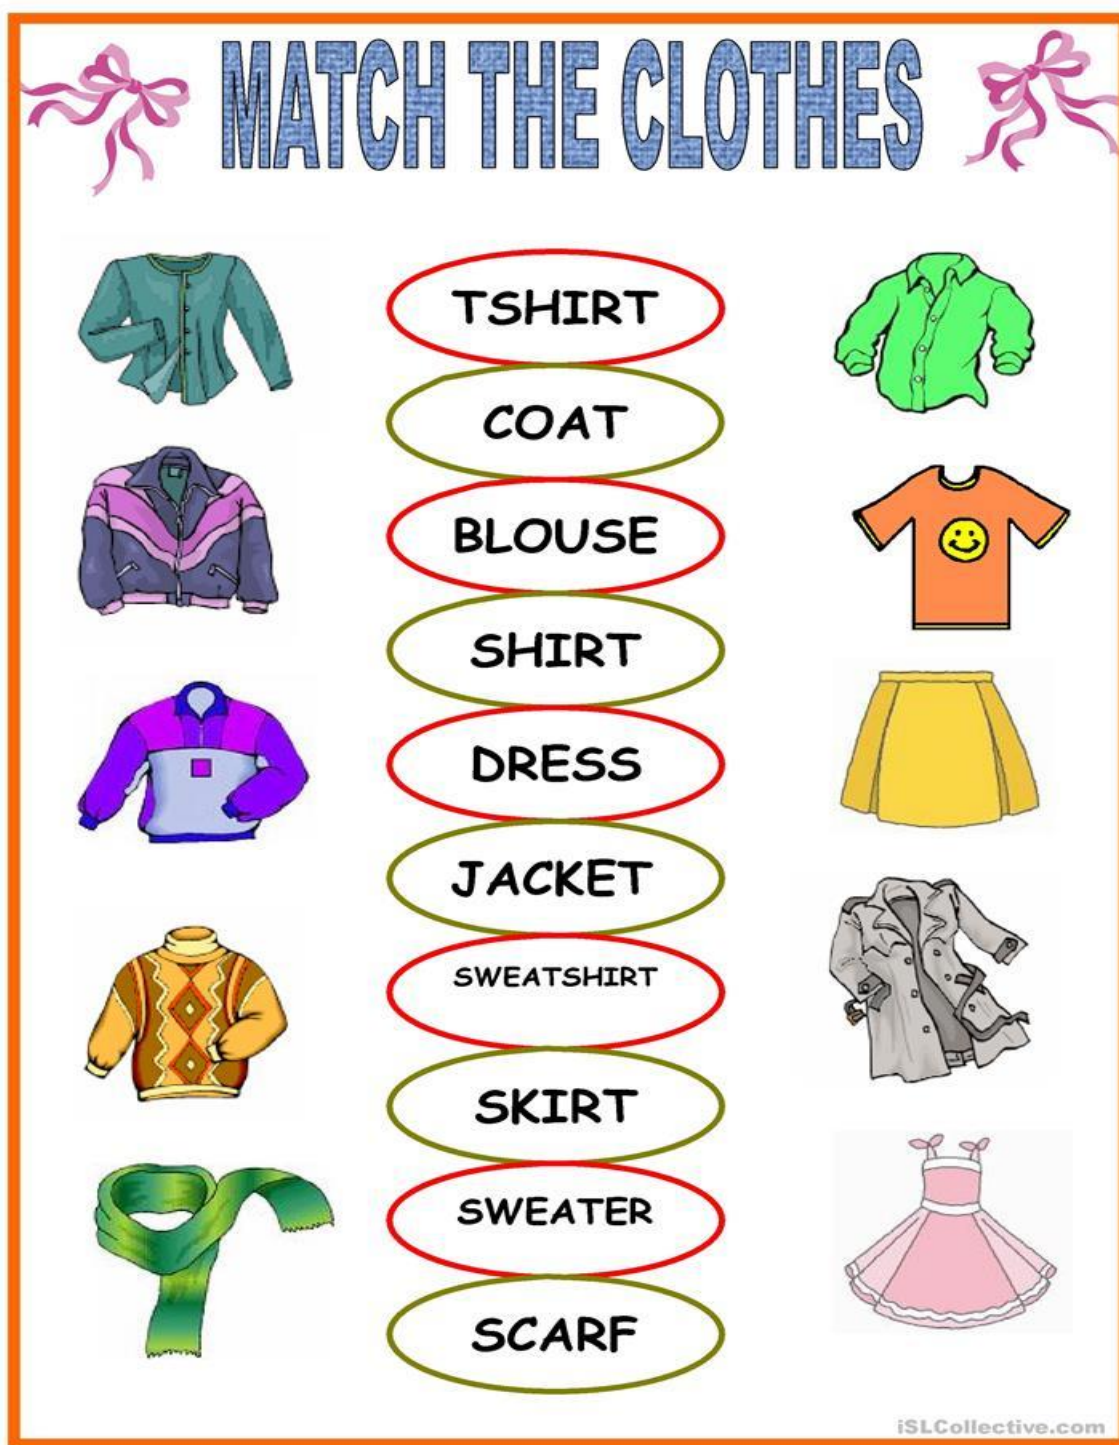 MATCH THE CLOTHES
TSHIRT
COAT
BLOUSE
SHIRT
DRESS
JACKET
SWEATSHIRT
SKIRT
SWEATER
SCARF
iSLCollective.com